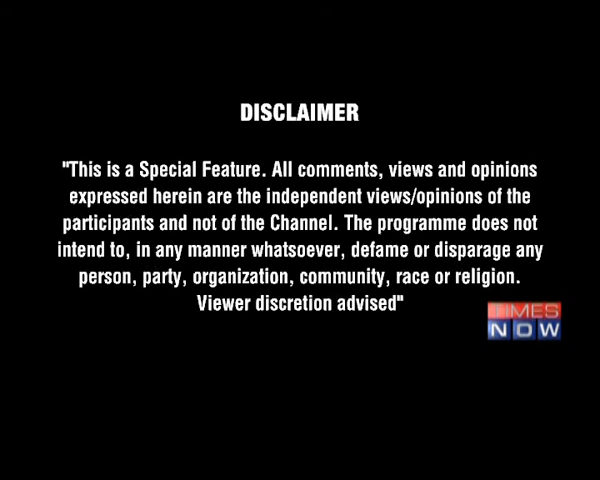 DISCLAIMER
"This is a Special Feature. All comments, views and opinions
expressed herein are the independent views/opinions of the
participants and not of the Channel. The programme does not
intend to, in any manner whatsoever, defame or disparage any
person, party, organization, community, race or religion.
Viewer discretion advised"
TIMES
NOW